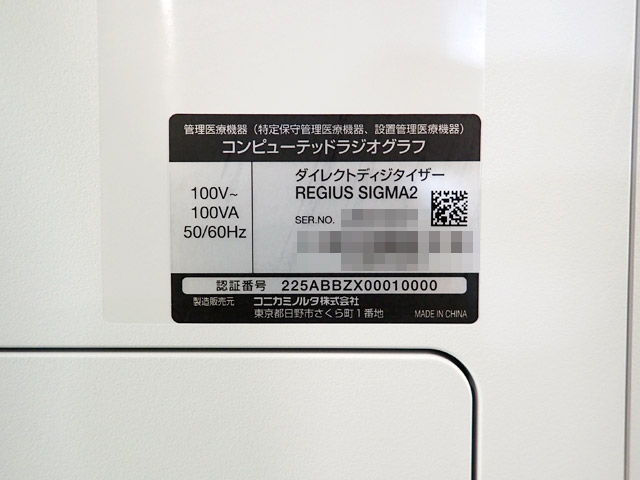 管理医療機器（特定保守管理医療機器、設置管理医療機器）
コンピューテッドラジオグラフ
100V~
100VA
50/60Hz
ダイレクトディジタイザー
REGIUS SIGMA2
SER.NO.
認証番号 225ABBZX00010000
製造販売元 コニカミノルタ株式会社
東京都日野市さくら町1番地 MADE IN CHINA